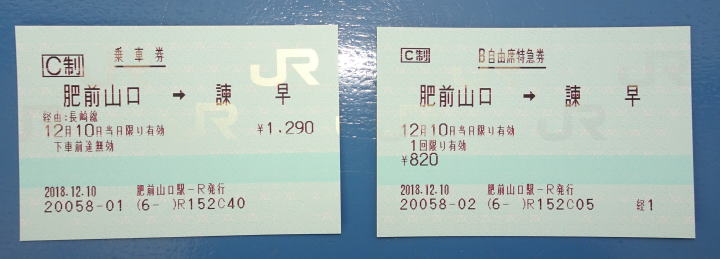 C制 乗車券
JR
肥前山口 → 諫早
経由:長崎線
12月10日当日限り有効 ¥1,290
下車前途無効
2018.12.10 肥前山口駅-R発行
20058-01 (6- )R152C40
C制 B自由席特急券
JR
肥前山口 → 諫早
12月10日当日限り有効
1回限り有効
¥820
2018.12.10 肥前山口駅-R発行
20058-02 (6- )R152C05 経1